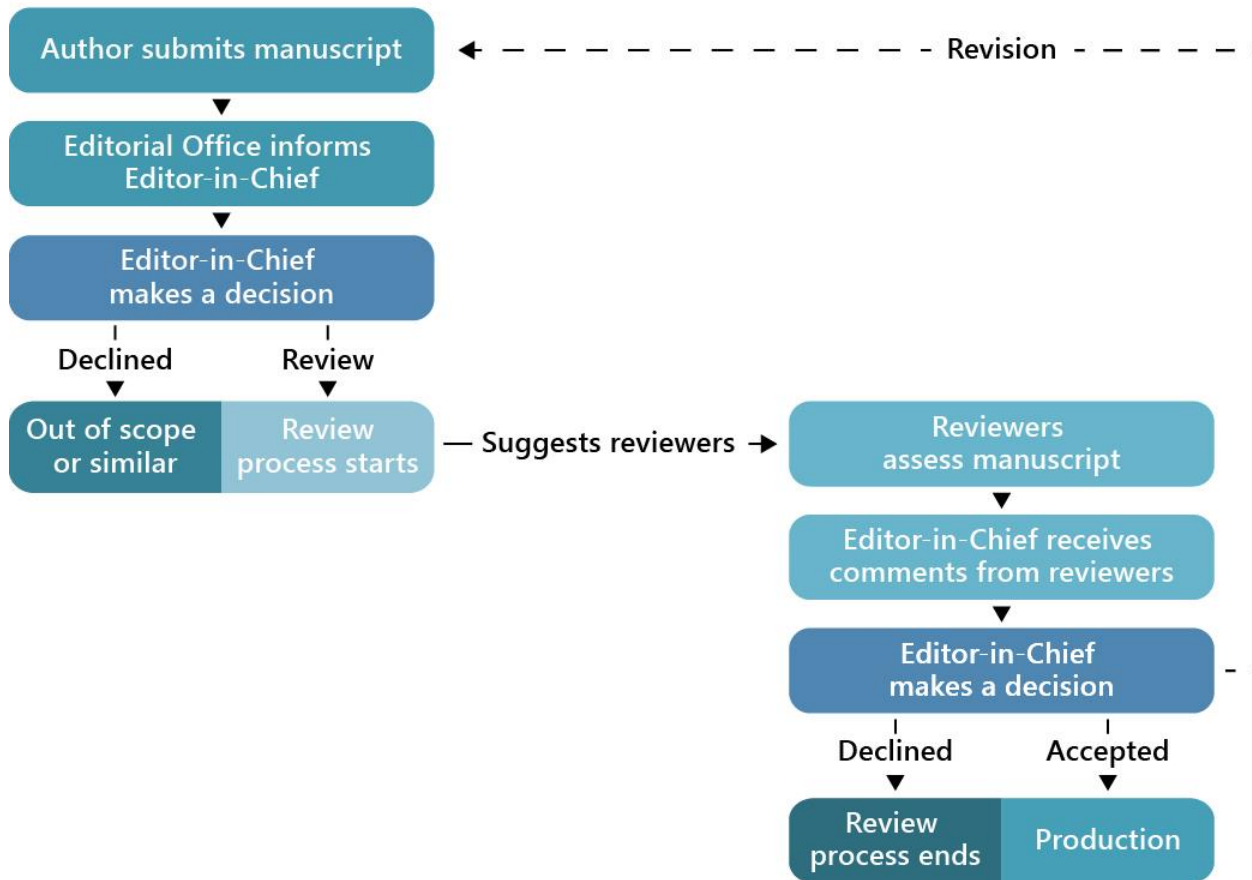 Author submits manuscript
Revision
Editorial Office informs
Editor-in-Chief
Editor-in-Chief
makes a decision
Declined
Review
Out of scope
or similar
Review
process starts
Suggests reviewers
Reviewers
assess manuscript
Editor-in-Chief receives
comments from reviewers
Editor-in-Chief
makes a decision
Declined
Accepted
Review
process ends
Production